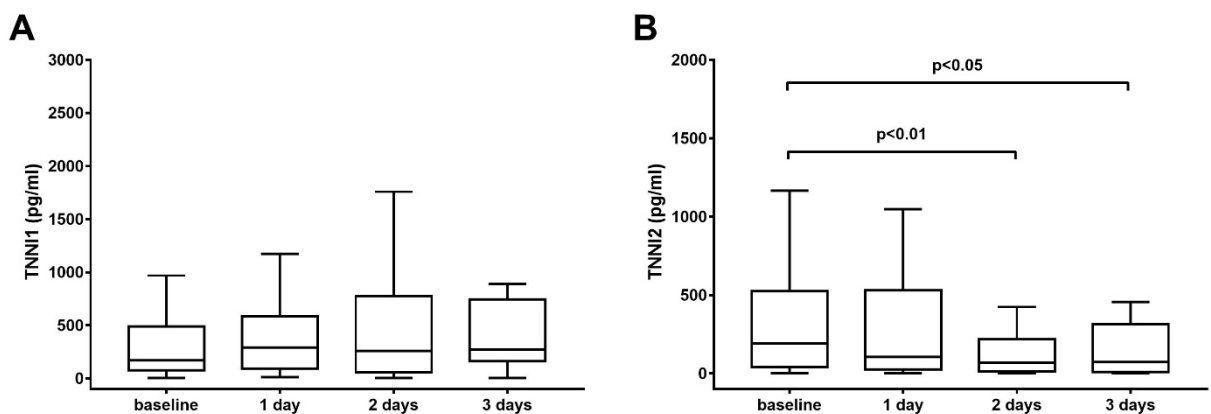 A
TNNI1 (pg/ml)
3000
2500
2000
1500
1000
500
0
baseline 1 day 2 days 3 days
B
TNNI2 (pg/ml)
2000
1500
1000
500
0
p<0.05
p<0.01
baseline 1 day 2 days 3 days